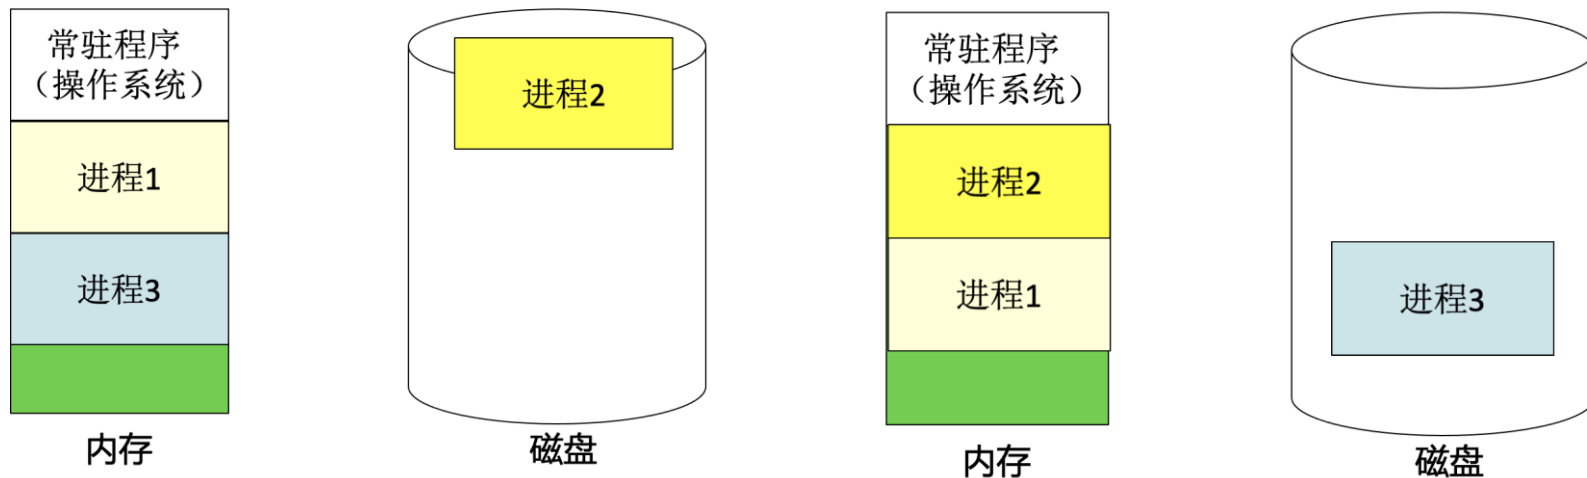 常驻程序
（操作系统）
进程1
进程3
内存
进程2
磁盘
常驻程序
（操作系统）
进程2
进程1
内存
进程3
磁盘